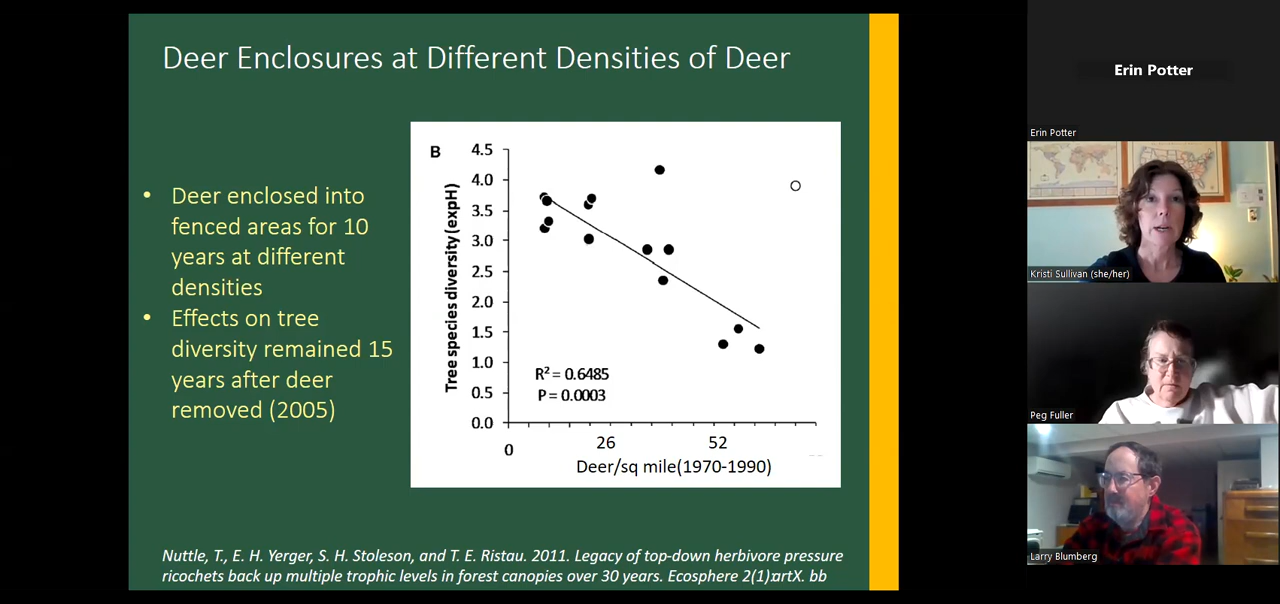 Deer Enclosures at Different Densities of Deer
• Deer enclosed into
fenced areas for 10
years at different
densities
• Effects on tree
diversity remained 15
years after deer
removed (2005)
B
Tree species diversity (expH)
4.5
4.0
3.5
3.0
2.5
2.0
1.5
1.0
0.5
0.0
R² = 0.6485
P = 0.0003
0
26
52
Deer/sq mile(1970-1990)
Nuttle, T., E. H. Yerger, S. H. Stoleson, and T. E. Ristau. 2011. Legacy of top-down herbivore pressure
ricochets back up multiple trophic levels in forest canopies over 30 years. Ecosphere 2(1):artX. bb
Erin Potter
Erin Potter
Kristi Sullivan (she/her)
Peg Fuller
Larry Blumberg